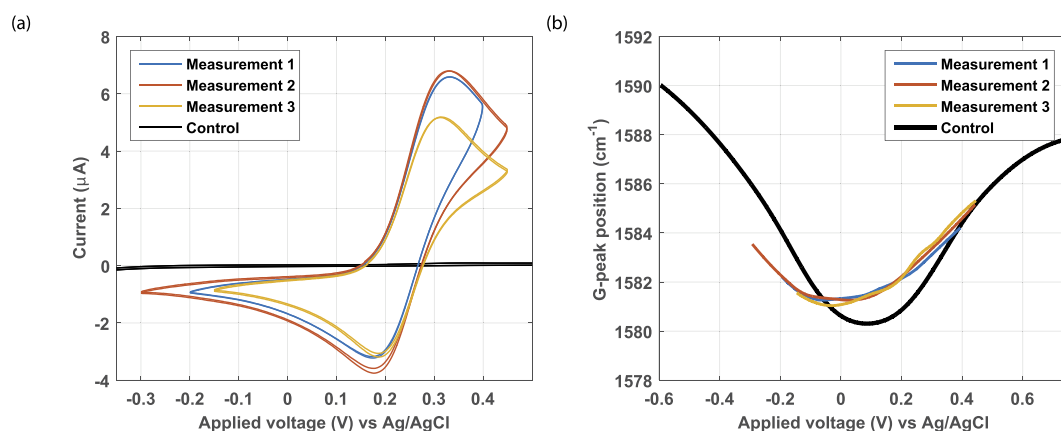 (a)
8
6
4
2
0
-2
-4
Current (μA)
Measurement 1
Measurement 2
Measurement 3
Control
-0.3 -0.2 -0.1 0 0.1 0.2 0.3 0.4
Applied voltage (V) vs Ag/AgCl
(b)
1592
1590
1588
1586
1584
1582
1580
1578
G-peak position (cm⁻¹)
Measurement 1
Measurement 2
Measurement 3
Control
-0.6 -0.4 -0.2 0 0.2 0.4 0.6
Applied voltage (V) vs Ag/AgCl